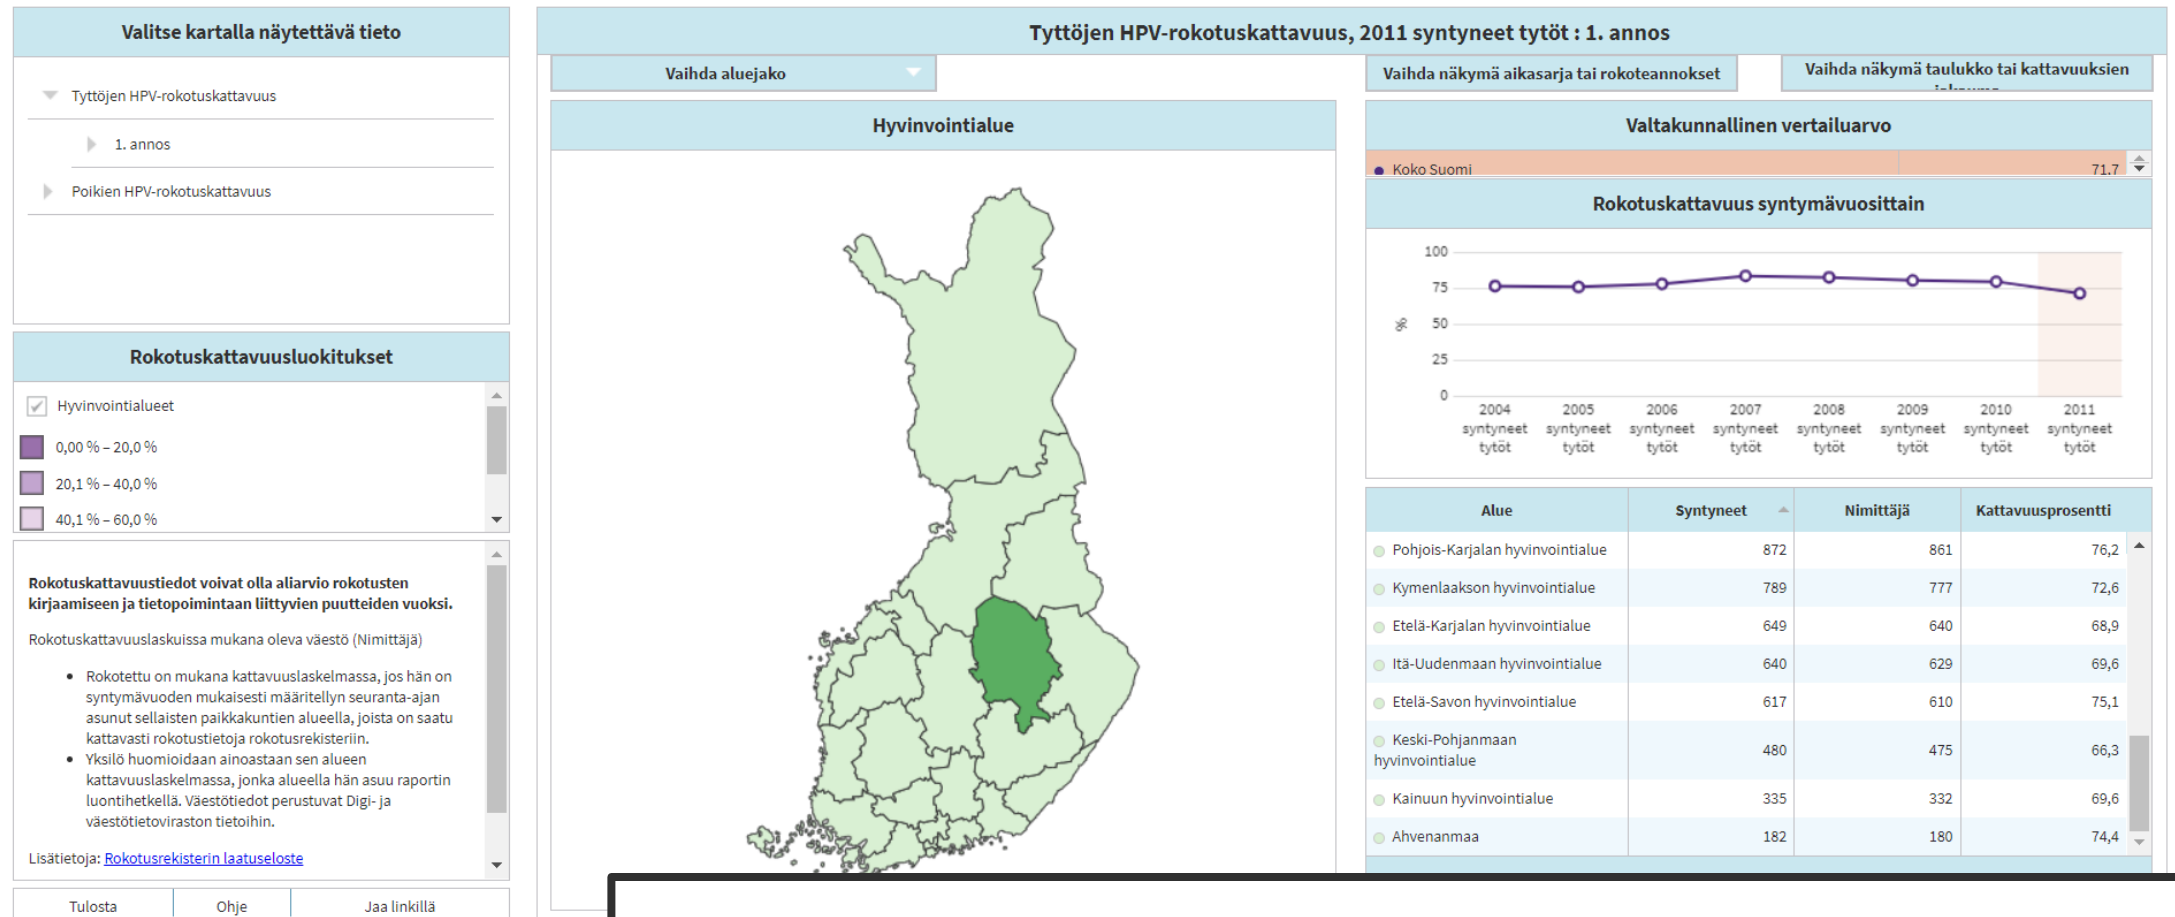 Valitse kartalla näytettävä tieto
Tyttöjen HPV-rokotuskattavuus
1. annos
Poikien HPV-rokotuskattavuus
Rokotuskattavuusluokitukset
Hyvinvointialueet
0,00 % – 20,0 %
20,1 % – 40,0 %
40,1 % – 60,0 %
Rokotuskattavuustiedot voivat olla aliarvio rokotusten
kirjaamiseen ja tietopoimintaan liittyvien puutteiden vuoksi.
Rokotuskattavuuslaskuissa mukana oleva väestö (Nimittäjä)
• Rokotettu on mukana kattavuuslaskelmassa, jos hän on
syntymävuoden mukaisesti määritellyn seuranta-ajan
asunut sellaisten paikkakuntien alueella, joista on saatu
kattavasti rokotustietoja rokotusrekisteriin.
• Yksilö huomioidaan ainoastaan sen alueen
kattavuuslaskelmassa, jonka alueella hän asuu raportin
luontihetkellä. Väestötiedot perustuvat Digi- ja
väestötietoviraston tietoihin.
Lisätietoja: Rokotusrekisterin laatuseloste
Tulosta Ohje Jaa linkillä
Tyttöjen HPV-rokotuskattavuus, 2011 syntyneet tytöt : 1. annos
Vaihda aluejako
Vaihda näkymä aikasarja tai rokoteannokset
Vaihda näkymä taulukko tai kattavuuksien
Hyvinvointialue
Valtakunnallinen vertailuarvo
Koko Suomi 71,7
Rokotuskattavuus syntymävuosittain
100
75
50
25
0
%
2004 2005 2006 2007 2008 2009 2010 2011
syntyneet syntyneet syntyneet syntyneet syntyneet syntyneet syntyneet syntyneet
tytöt tytöt tytöt tytöt tytöt tytöt tytöt tytöt
Alue Syntyneet Nimittäjä Kattavuusprosentti
Pohjois-Karjalan hyvinvointialue 872 861 76,2
Kymenlaakson hyvinvointialue 789 777 72,6
Etelä-Karjalan hyvinvointialue 649 640 68,9
Itä-Uudenmaan hyvinvointialue 640 629 69,6
Etelä-Savon hyvinvointialue 617 610 75,1
Keski-Pohjanmaan
hyvinvointialue 480 475 66,3
Kainuun hyvinvointialue 335 332 69,6
Ahvenanmaa 182 180 74,4